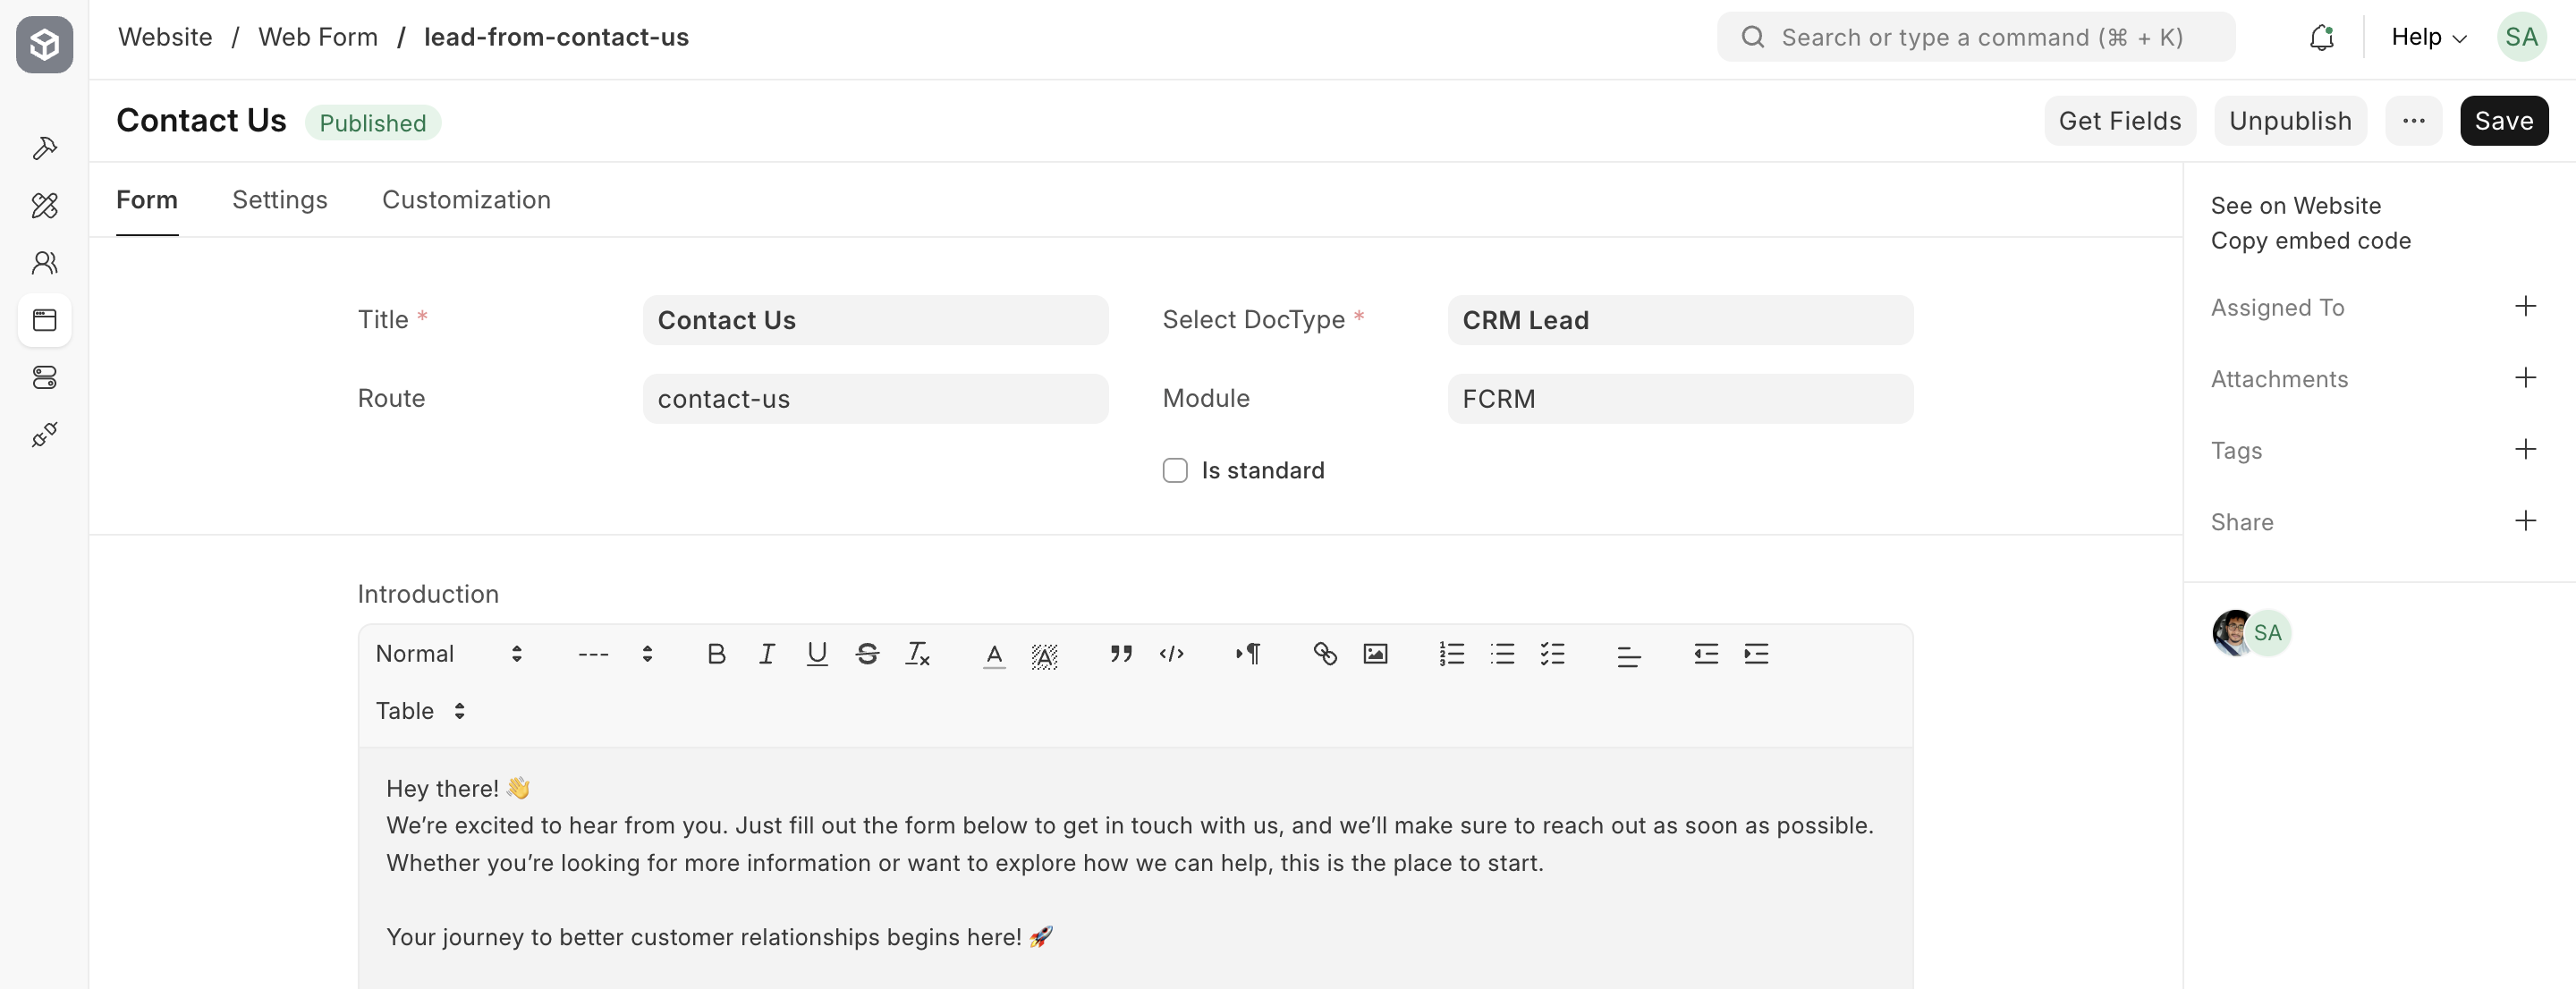 Website / Web Form / lead-from-contact-us
Search or type a command (⌘ + K)
Help
SA
Contact Us
Published
Get Fields
Unpublish
···
Save
Form
Settings
Customization
Title *
Contact Us
Select DocType *
CRM Lead
Route
contact-us
Module
FCRM
Is standard
Introduction
Normal
---
Table
Hey there! 👋
We’re excited to hear from you. Just fill out the form below to get in touch with us, and we’ll make sure to reach out as soon as possible.
Whether you’re looking for more information or want to explore how we can help, this is the place to start.
Your journey to better customer relationships begins here! 🚀
See on Website
Copy embed code
Assigned To
Attachments
Tags
Share
SA